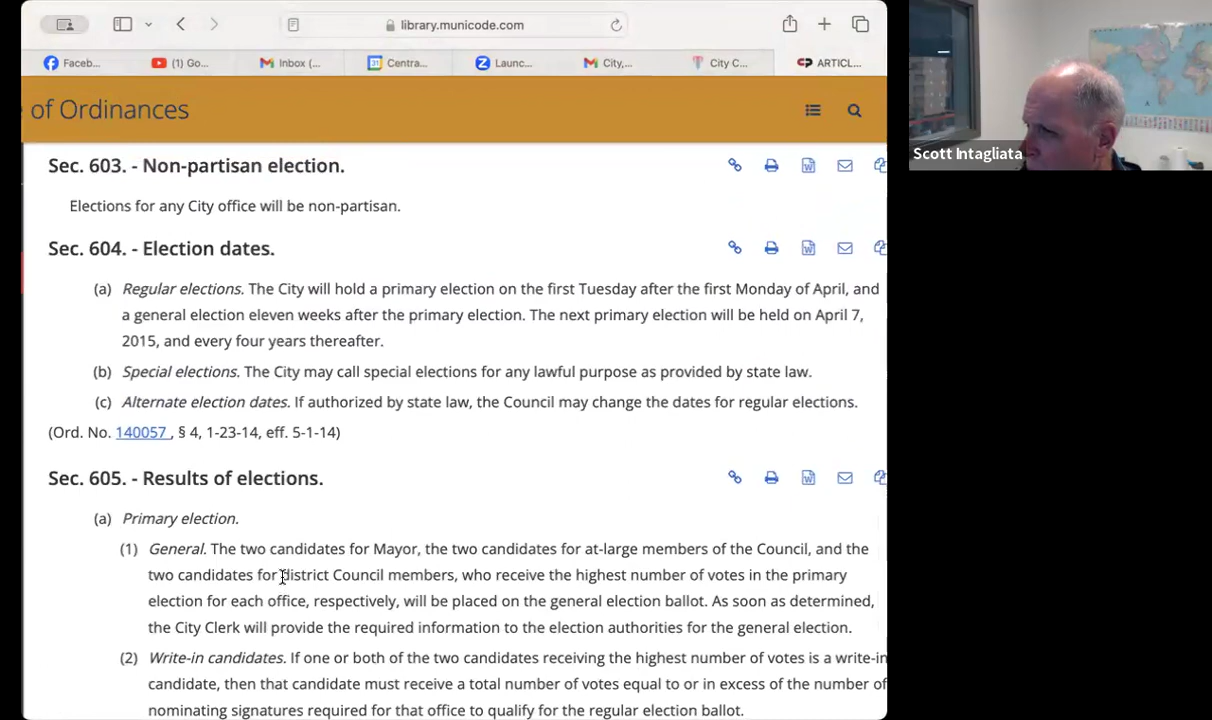 library.municode.com
Faceb...
(1) Go...
Inbox (...
Centra...
Launc...
City,...
City C...
ARTICL...
of Ordinances
Sec. 603. - Non-partisan election.
Elections for any City office will be non-partisan.
Sec. 604. - Election dates.
(a) Regular elections. The City will hold a primary election on the first Tuesday after the first Monday of April, and
a general election eleven weeks after the primary election. The next primary election will be held on April 7,
2015, and every four years thereafter.
(b) Special elections. The City may call special elections for any lawful purpose as provided by state law.
(c) Alternate election dates. If authorized by state law, the Council may change the dates for regular elections.
(Ord. No. 140057 , § 4, 1-23-14, eff. 5-1-14)
Sec. 605. - Results of elections.
(a) Primary election.
(1) General. The two candidates for Mayor, the two candidates for at-large members of the Council, and the
two candidates for district Council members, who receive the highest number of votes in the primary
election for each office, respectively, will be placed on the general election ballot. As soon as determined,
the City Clerk will provide the required information to the election authorities for the general election.
(2) Write-in candidates. If one or both of the two candidates receiving the highest number of votes is a write-in
candidate, then that candidate must receive a total number of votes equal to or in excess of the number of
nominating signatures required for that office to qualify for the regular election ballot.
Scott Intagliata